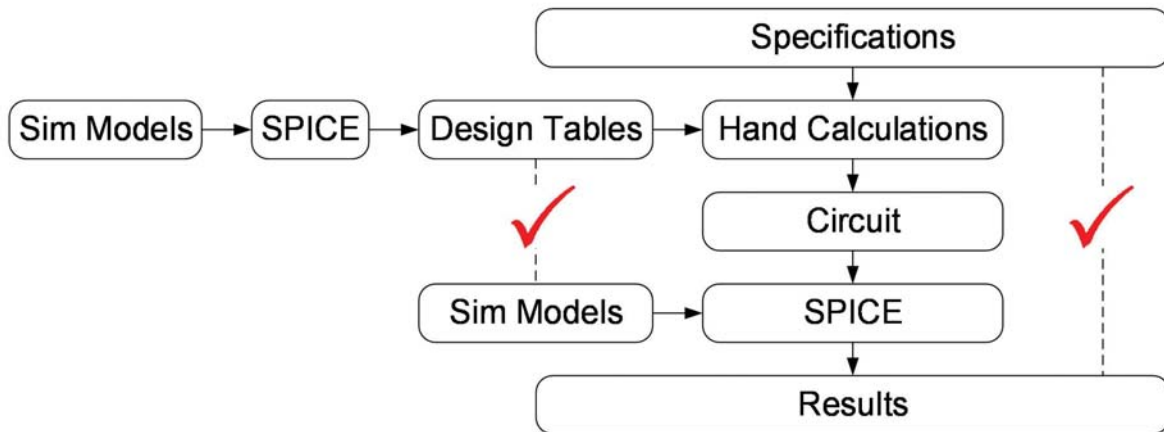 Specifications
Sim Models
SPICE
Design Tables
Hand Calculations
Circuit
Sim Models
SPICE
Results